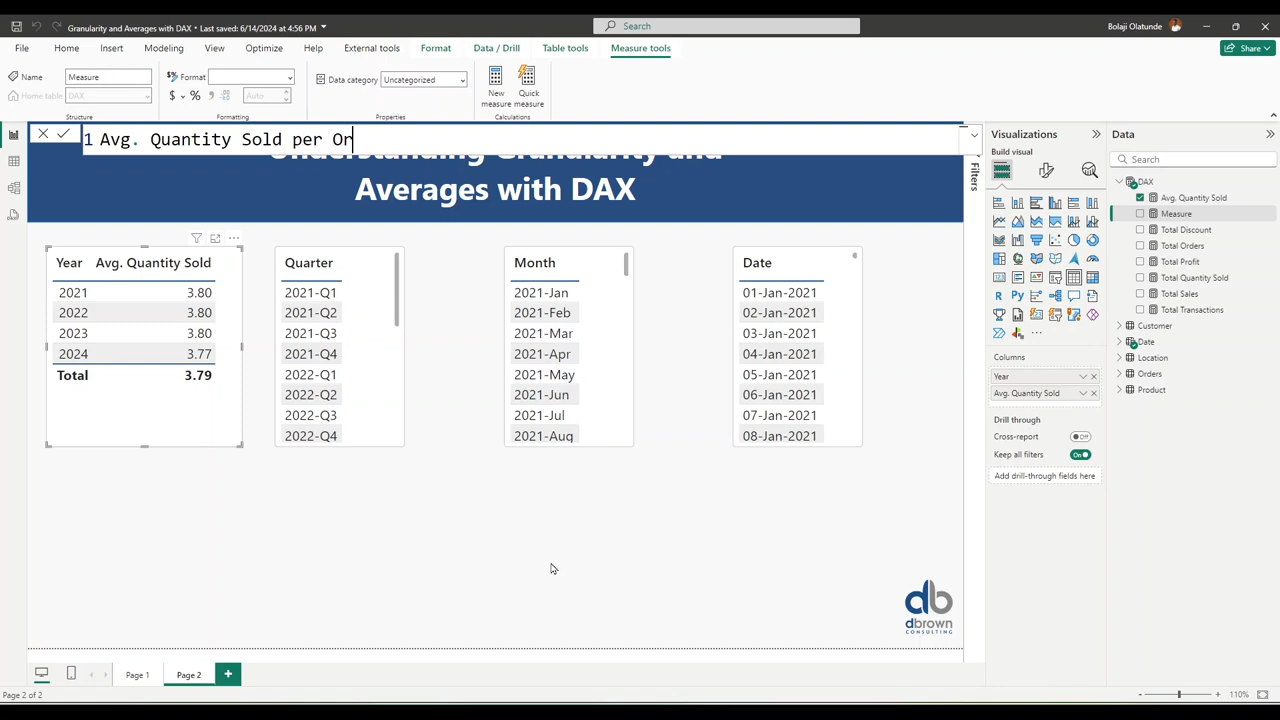 Granularity and Averages with DAX • Last saved: 6/14/2024 at 4:56 PM
Search
Bolaji Olatunde
File Home Insert Modeling View Optimize Help External tools Format Data / Drill Table tools Measure tools
Share
Name Measure
Format
Data category Uncategorized
New measure
Quick measure
Home table DAX
$ % Auto
Structure
Formatting
Properties
Calculations
1 Avg. Quantity Sold per Or
Understanding Granularity and
Averages with DAX
Year Avg. Quantity Sold
2021 3.80
2022 3.80
2023 3.80
2024 3.77
Total 3.79
Quarter
2021-Q1
2021-Q2
2021-Q3
2021-Q4
2022-Q1
2022-Q2
2022-Q3
2022-Q4
Month
2021-Jan
2021-Feb
2021-Mar
2021-Apr
2021-May
2021-Jun
2021-Jul
2021-Aug
Date
01-Jan-2021
02-Jan-2021
03-Jan-2021
04-Jan-2021
05-Jan-2021
06-Jan-2021
07-Jan-2021
08-Jan-2021
db
dbrown
CONSULTING
Filters
Visualizations
Build visual
R Py
Columns
Year
Avg. Quantity Sold
Drill through
Cross-report Off
Keep all filters On
Add drill-through fields here
Data
Search
DAX
Avg. Quantity Sold
Measure
Total Discount
Total Orders
Total Profit
Total Quantity Sold
Total Sales
Total Transactions
Customer
Date
Location
Orders
Product
Page 1
Page 2
Page 2 of 2
110%